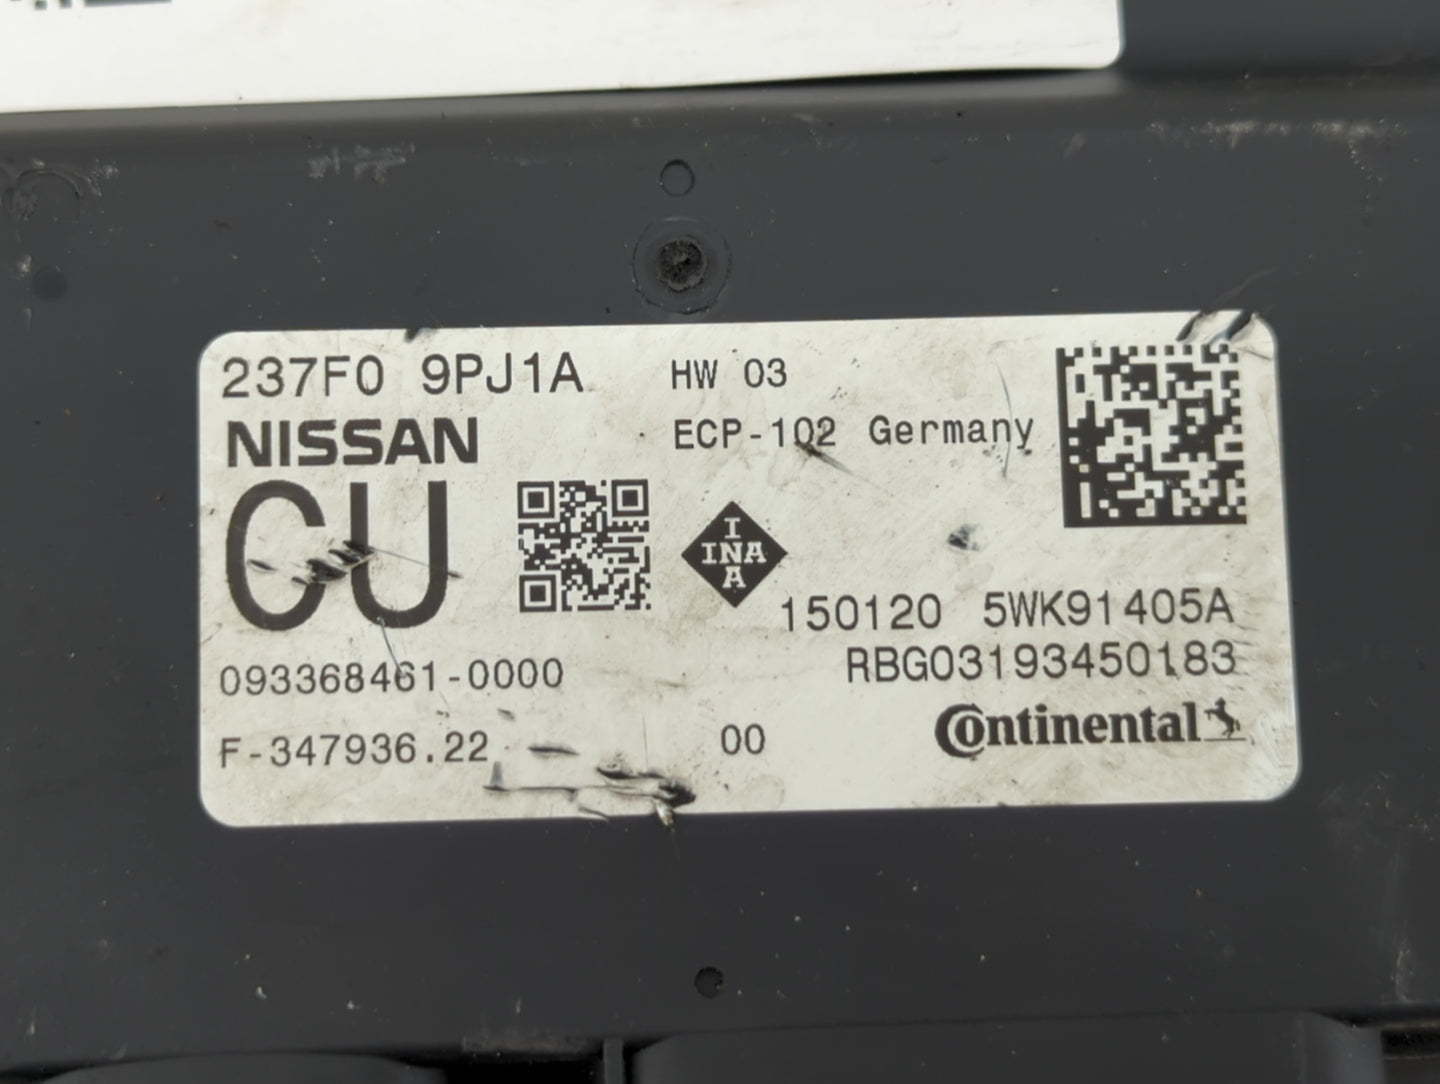 237F0 9PJ1A HW 03
NISSAN ECP-102 Germany
CU
I
INA
A
150120 5WK91405A
093368461-0000 RBG03193450183
F-347936.22 00 Continental